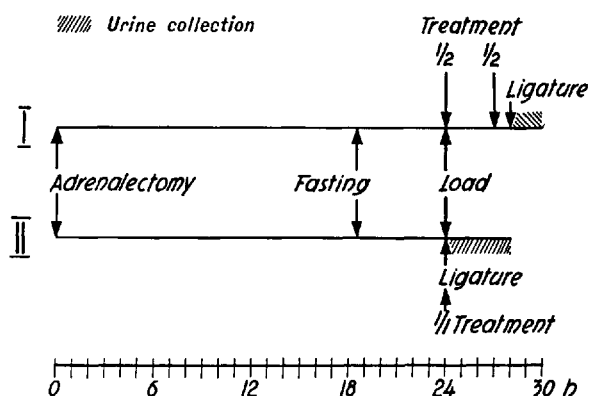 Urine collection
Treatment
1/2 1/2
Ligature
I
Adrenalectomy Fasting Load
II
Ligature
1/1 Treatment
0 6 12 18 24 30 h